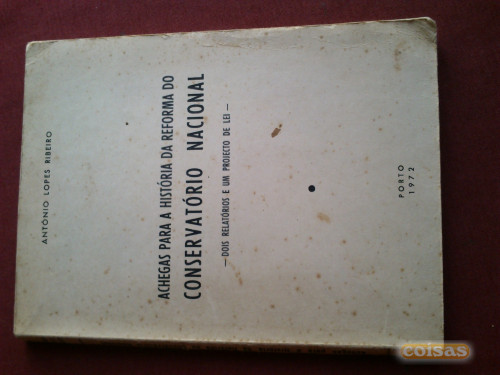 ANTÓNIO LOPES RIBEIRO
ACHEGAS PARA A HISTÓRIA DA REFORMA DO
CONSERVATÓRIO NACIONAL
— DOIS RELATÓRIOS E UM PROJECTO DE LEI —
PORTO
1972
coisas